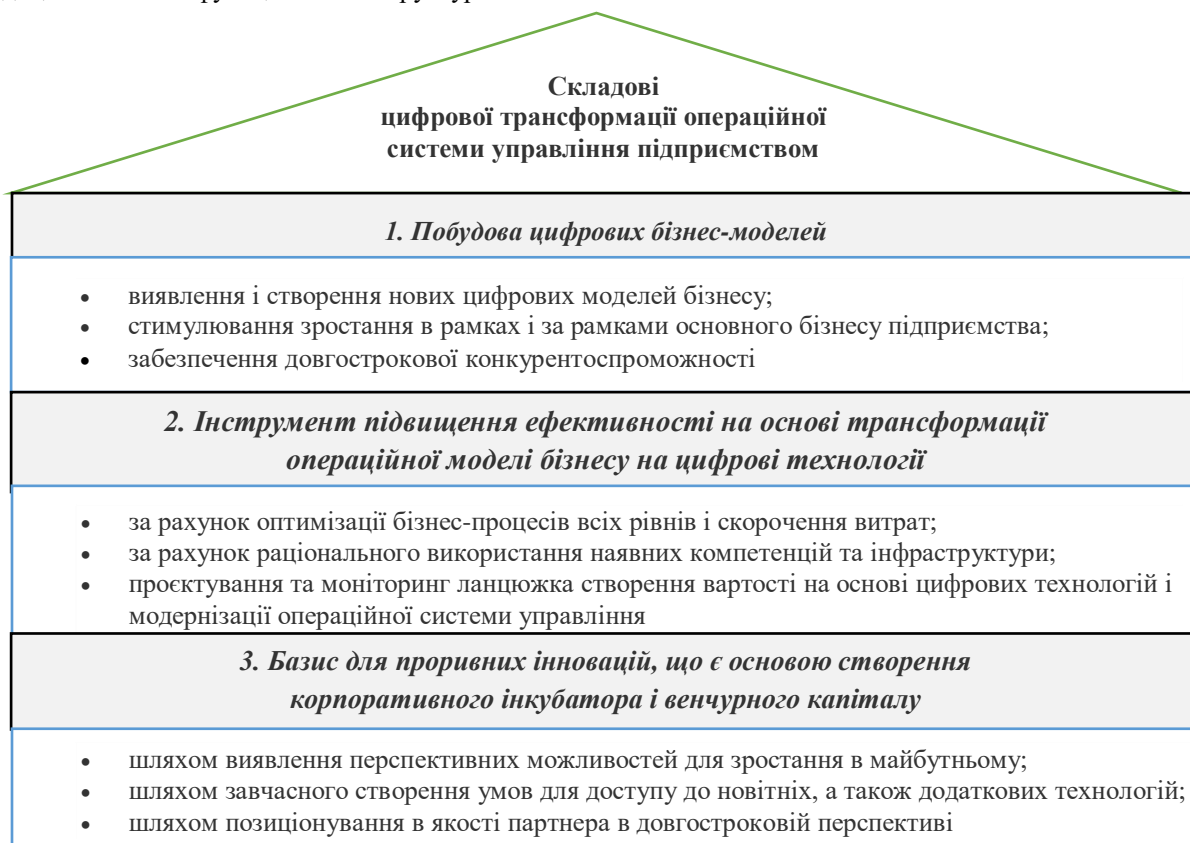 Складові
цифрової трансформації операційної
системи управління підприємством
1. Побудова цифрових бізнес-моделей
• виявлення і створення нових цифрових моделей бізнесу;
• стимулювання зростання в рамках і за рамками основного бізнесу підприємства;
• забезпечення довгострокової конкурентоспроможності
2. Інструмент підвищення ефективності на основі трансформації
операційної моделі бізнесу на цифрові технології
• за рахунок оптимізації бізнес-процесів всіх рівнів і скорочення витрат;
• за рахунок раціонального використання наявних компетенцій та інфраструктури;
• проєктування та моніторинг ланцюжка створення вартості на основі цифрових технологій і
модернізації операційної системи управління
3. Базис для проривних інновацій, що є основою створення
корпоративного інкубатора і венчурного капіталу
• шляхом виявлення перспективних можливостей для зростання в майбутньому;
• шляхом завчасного створення умов для доступу до новітніх, а також додаткових технологій;
• шляхом позиціонування в якості партнера в довгостроковій перспективі